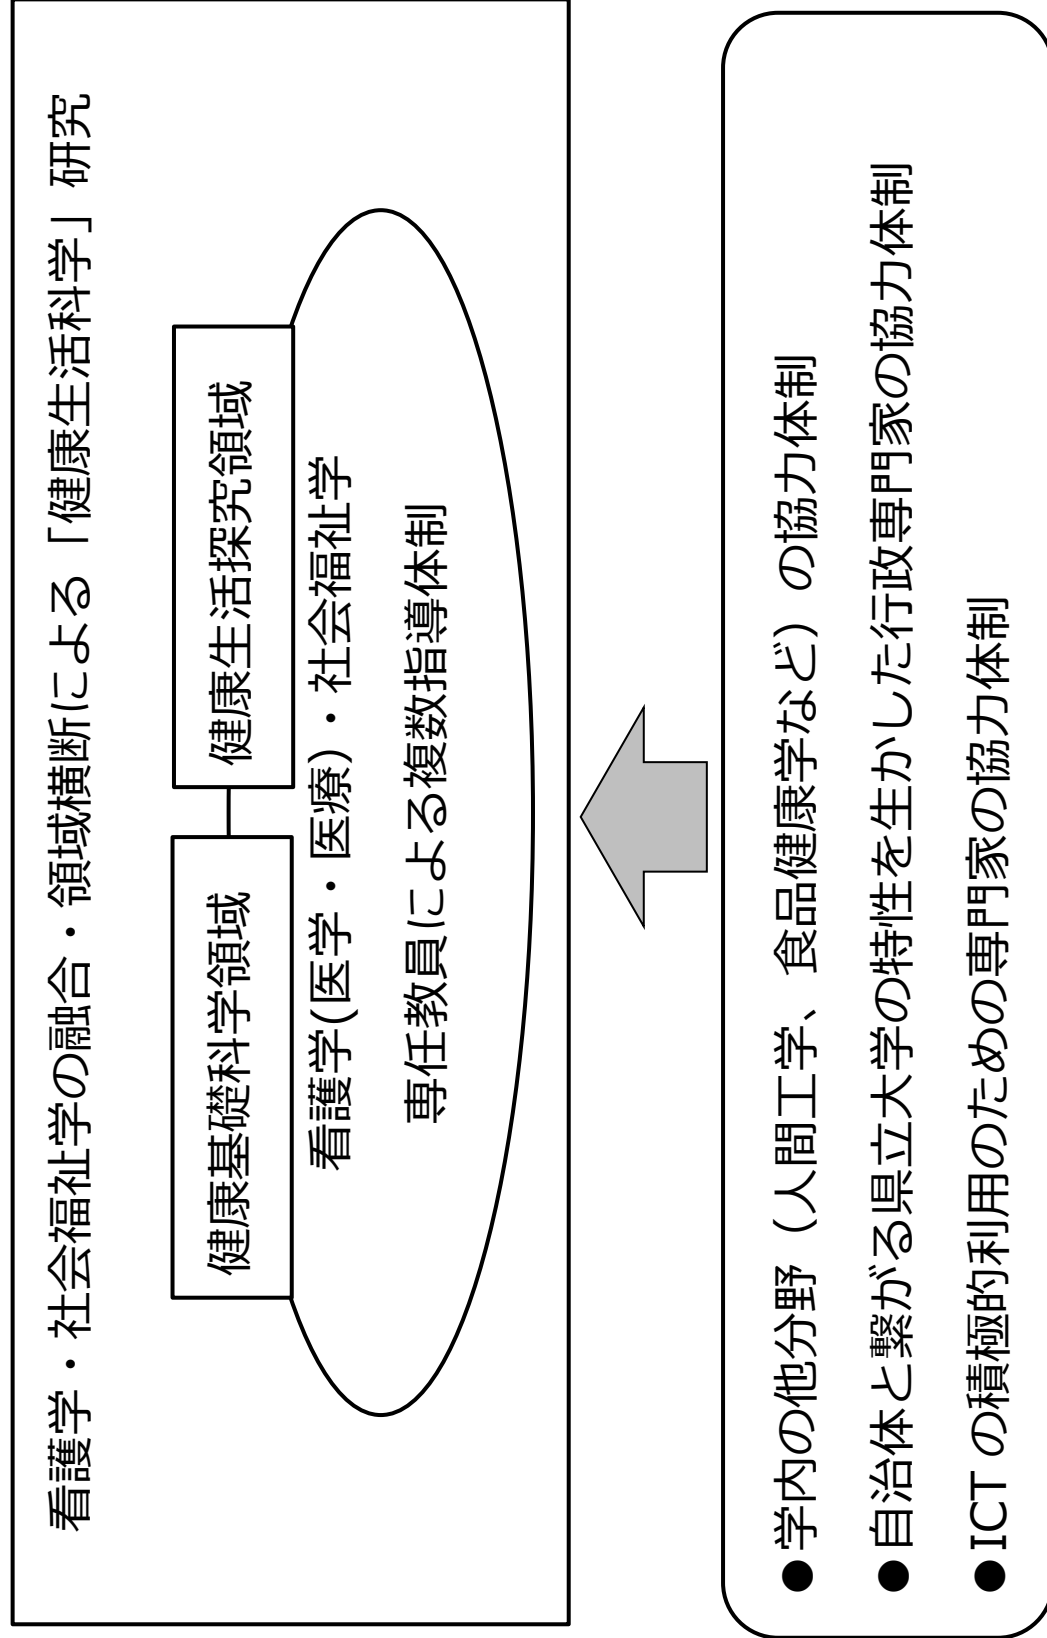 看護学・社会福祉学の融合・領域横断による「健康生活科学」研究
健康基礎科学領域
健康生活探究領域
看護学(医学・医療)・社会福祉学
専任教員による複数指導体制
●学内の他分野（人間工学、食品健康学など）の協力体制
●自治体と繋がる県立大学の特性を生かした行政専門家の協力体制
●ICT の積極的利用のための専門家の協力体制